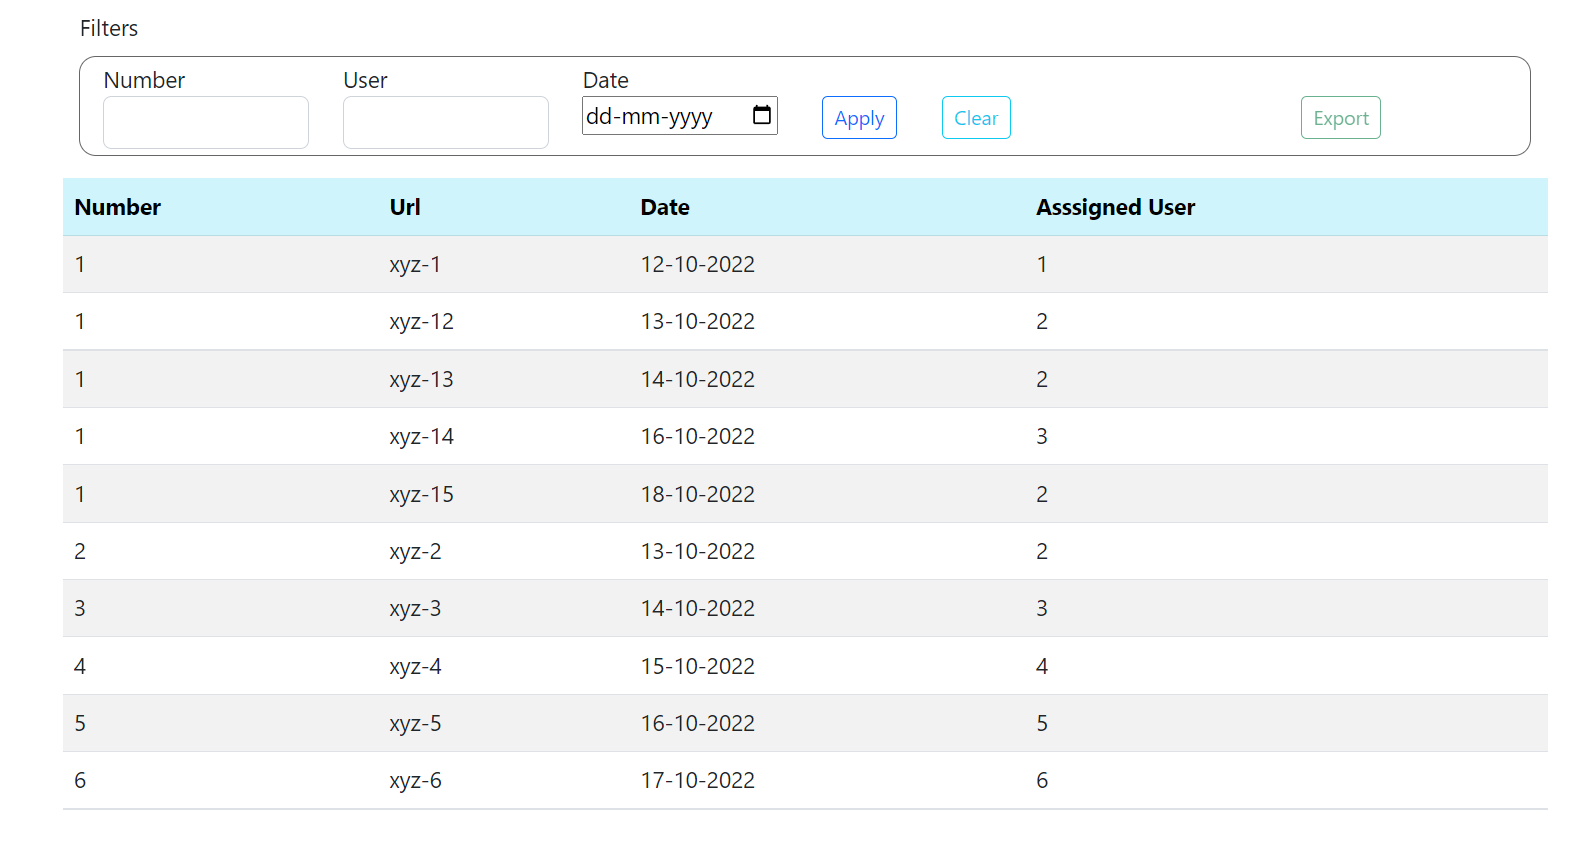 Filters
Number User Date
dd-mm-yyyy Apply Clear Export
Number Url Date Asssigned User
1 xyz-1 12-10-2022 1
1 xyz-12 13-10-2022 2
1 xyz-13 14-10-2022 2
1 xyz-14 16-10-2022 3
1 xyz-15 18-10-2022 2
2 xyz-2 13-10-2022 2
3 xyz-3 14-10-2022 3
4 xyz-4 15-10-2022 4
5 xyz-5 16-10-2022 5
6 xyz-6 17-10-2022 6